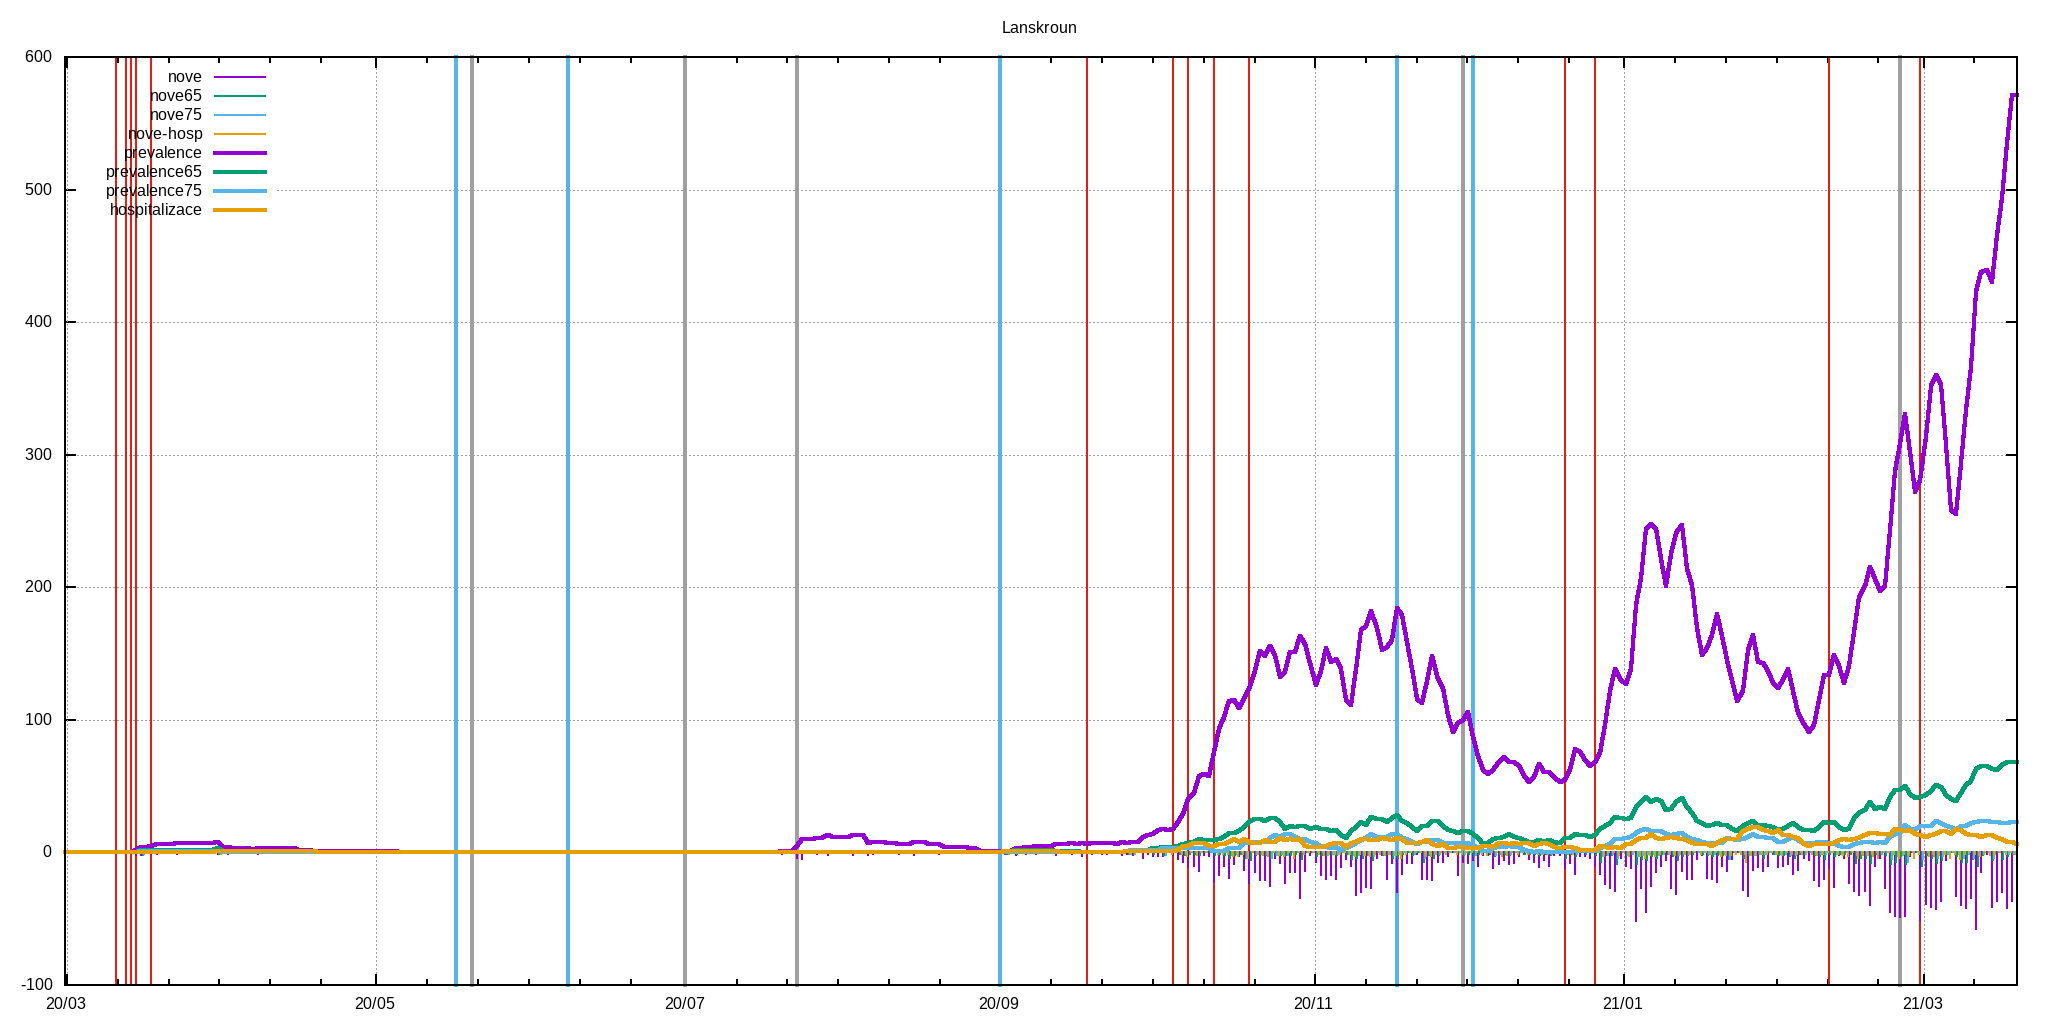 Lanskroun
600
500
400
300
200
100
0
-100
nove
nove65
nove75
nove-hosp
prevalence
prevalence65
prevalence75
hospitalizace
20/03 20/05 20/07 20/09 20/11 21/01 21/03